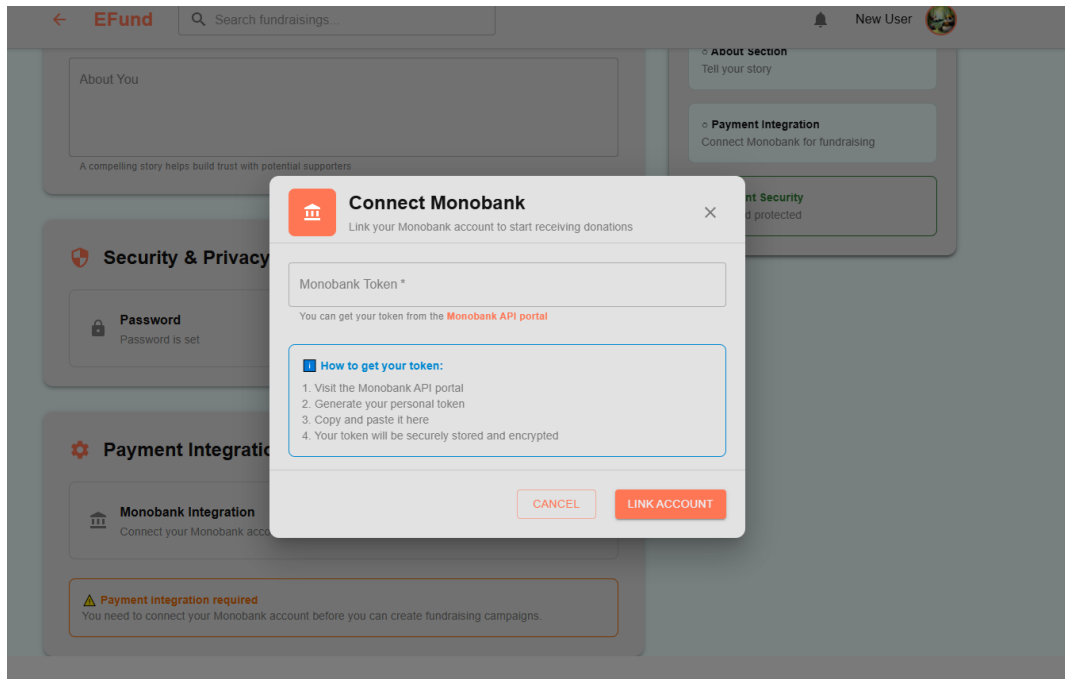 EFund
Search fundraisings...
New User
About You
A compelling story helps build trust with potential supporters
○ About Section
Tell your story
○ Payment Integration
Connect Monobank for fundraising
nt Security
d protected
Connect Monobank
Link your Monobank account to start receiving donations
Monobank Token *
You can get your token from the Monobank API portal
How to get your token:
1. Visit the Monobank API portal
2. Generate your personal token
3. Copy and paste it here
4. Your token will be securely stored and encrypted
CANCEL
LINK ACCOUNT
Security & Privacy
Password
Password is set
Payment Integratio
Monobank Integration
Connect your Monobank acco
Payment integration required
You need to connect your Monobank account before you can create fundraising campaigns.